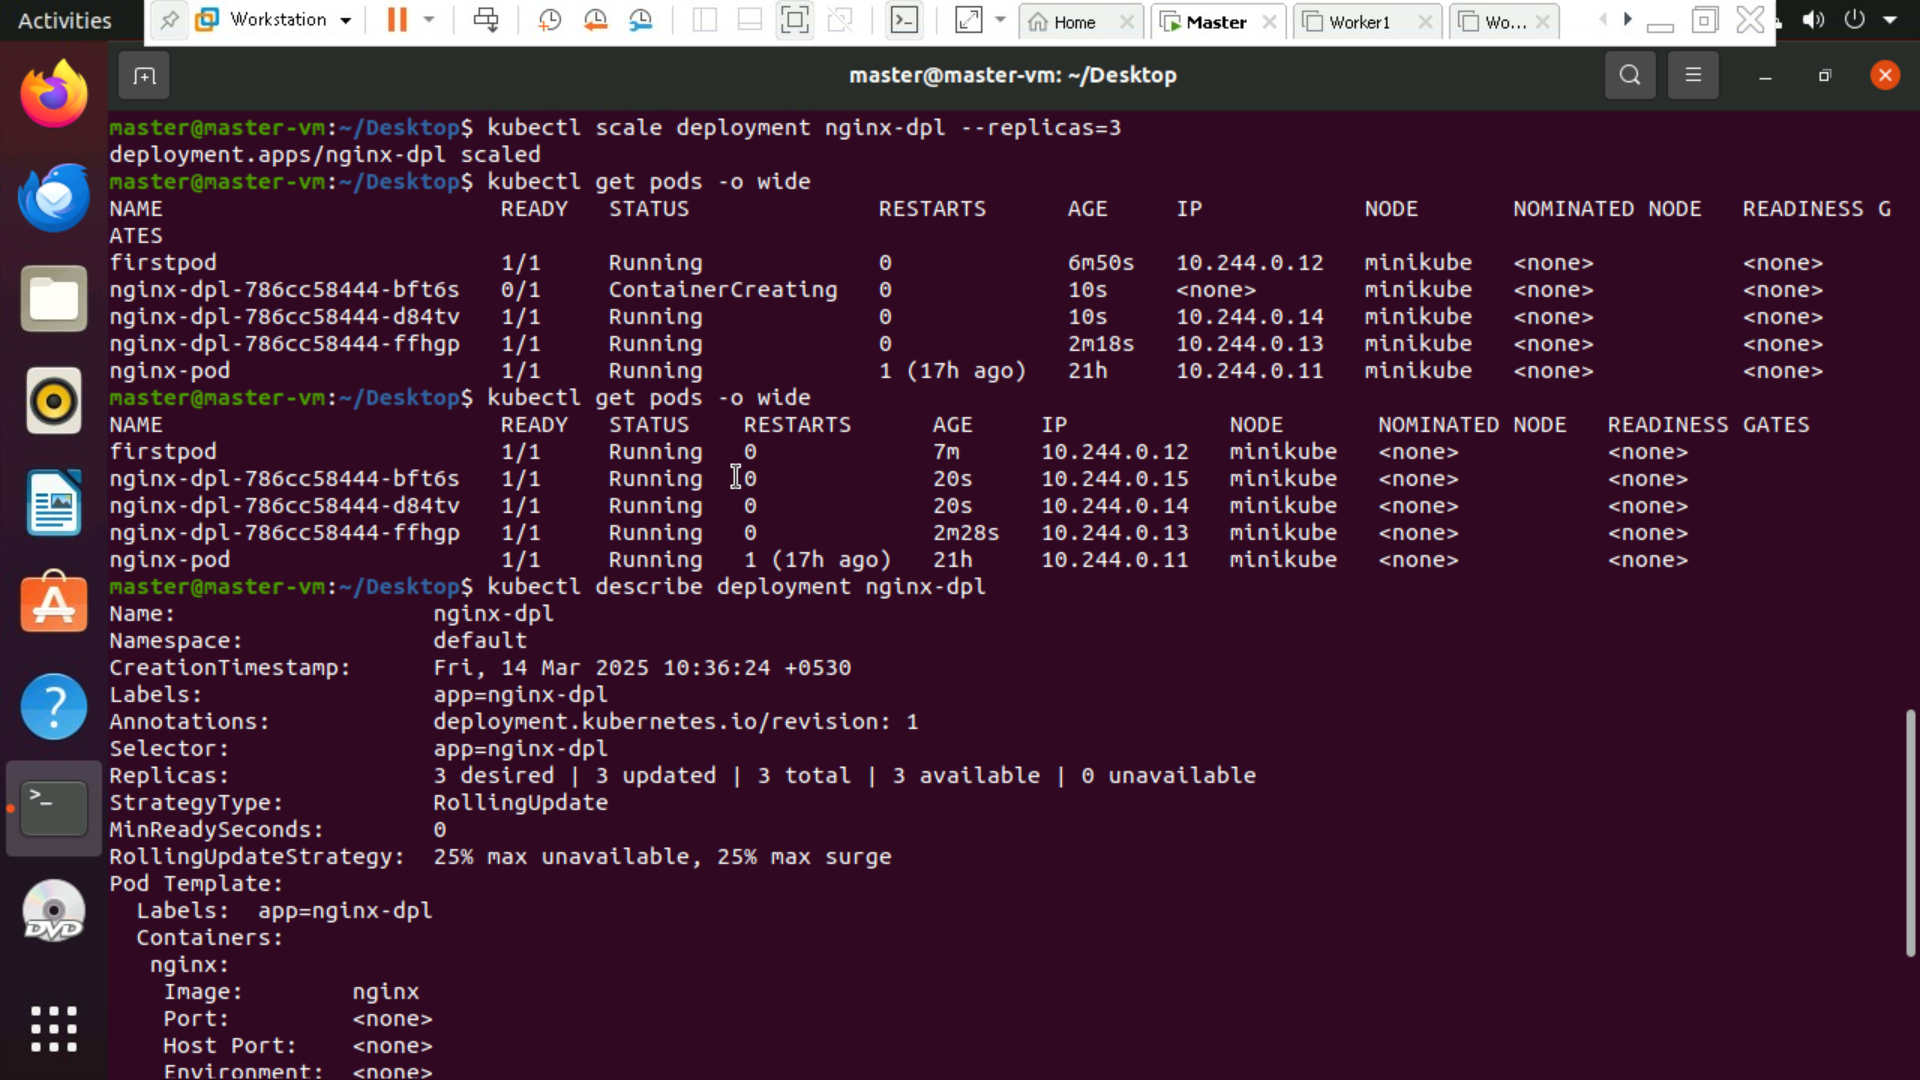 Activities
Workstation
Home
Master
Worker1
Wo...
master@master-vm: ~/Desktop
master@master-vm:~/Desktop$ kubectl scale deployment nginx-dpl --replicas=3
deployment.apps/nginx-dpl scaled
master@master-vm:~/Desktop$ kubectl get pods -o wide
NAME READY STATUS RESTARTS AGE IP NODE NOMINATED NODE READINESS G
ATES
firstpod 1/1 Running 0 6m50s 10.244.0.12 minikube <none> <none>
nginx-dpl-786cc58444-bft6s 0/1 ContainerCreating 0 10s <none> minikube <none> <none>
nginx-dpl-786cc58444-d84tv 1/1 Running 0 10s 10.244.0.14 minikube <none> <none>
nginx-dpl-786cc58444-ffhgp 1/1 Running 0 2m18s 10.244.0.13 minikube <none> <none>
nginx-pod 1/1 Running 1 (17h ago) 21h 10.244.0.11 minikube <none> <none>
master@master-vm:~/Desktop$ kubectl get pods -o wide
NAME READY STATUS RESTARTS AGE IP NODE NOMINATED NODE READINESS GATES
firstpod 1/1 Running 0 7m 10.244.0.12 minikube <none> <none>
nginx-dpl-786cc58444-bft6s 1/1 Running 0 20s 10.244.0.15 minikube <none> <none>
nginx-dpl-786cc58444-d84tv 1/1 Running 0 20s 10.244.0.14 minikube <none> <none>
nginx-dpl-786cc58444-ffhgp 1/1 Running 0 2m28s 10.244.0.13 minikube <none> <none>
nginx-pod 1/1 Running 1 (17h ago) 21h 10.244.0.11 minikube <none> <none>
master@master-vm:~/Desktop$ kubectl describe deployment nginx-dpl
Name: nginx-dpl
Namespace: default
CreationTimestamp: Fri, 14 Mar 2025 10:36:24 +0530
Labels: app=nginx-dpl
Annotations: deployment.kubernetes.io/revision: 1
Selector: app=nginx-dpl
Replicas: 3 desired | 3 updated | 3 total | 3 available | 0 unavailable
StrategyType: RollingUpdate
MinReadySeconds: 0
RollingUpdateStrategy: 25% max unavailable, 25% max surge
Pod Template:
Labels: app=nginx-dpl
Containers:
nginx:
Image: nginx
Port: <none>
Host Port: <none>
Environment: <none>
DVD